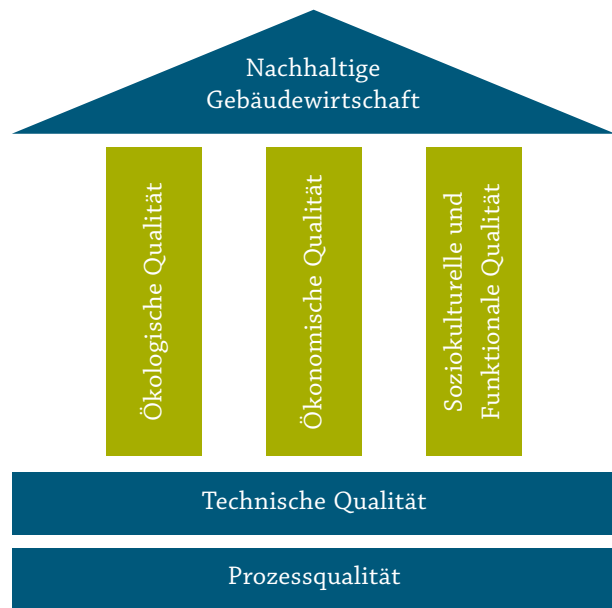 Nachhaltige
Gebäudewirtschaft
Ökologische Qualität
Ökonomische Qualität
Soziokulturelle und
Funktionale Qualität
Technische Qualität
Prozessqualität